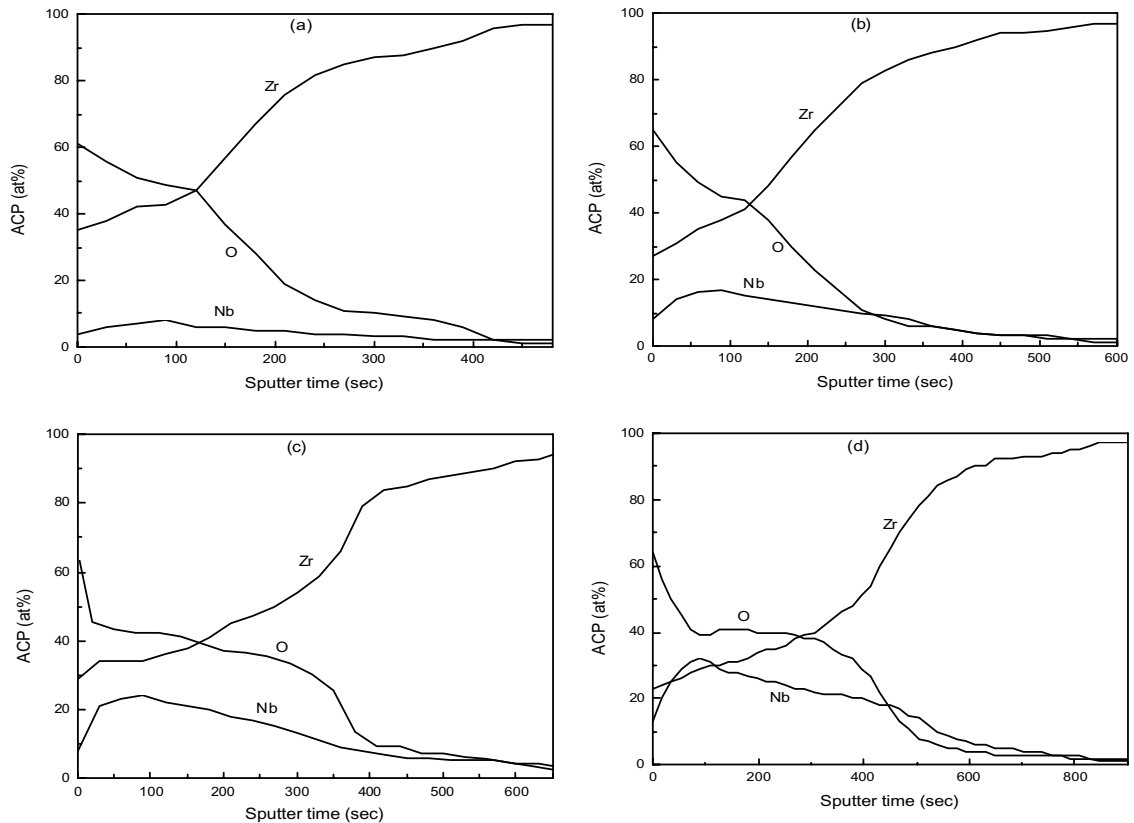 (a)
100
80
60
40
20
0
ACP (at%)
Zr
O
Nb
0 100 200 300 400
Sputter time (sec)
(b)
100
80
60
40
20
0
ACP (at%)
Zr
O
Nb
0 100 200 300 400 500 600
Sputter time (sec)
(c)
100
80
60
40
20
0
ACP (at%)
Zr
O
Nb
0 100 200 300 400 500 600
Sputter time (sec)
(d)
100
80
60
40
20
0
ACP (at%)
Zr
O
Nb
0 200 400 600 800
Sputter time (sec)